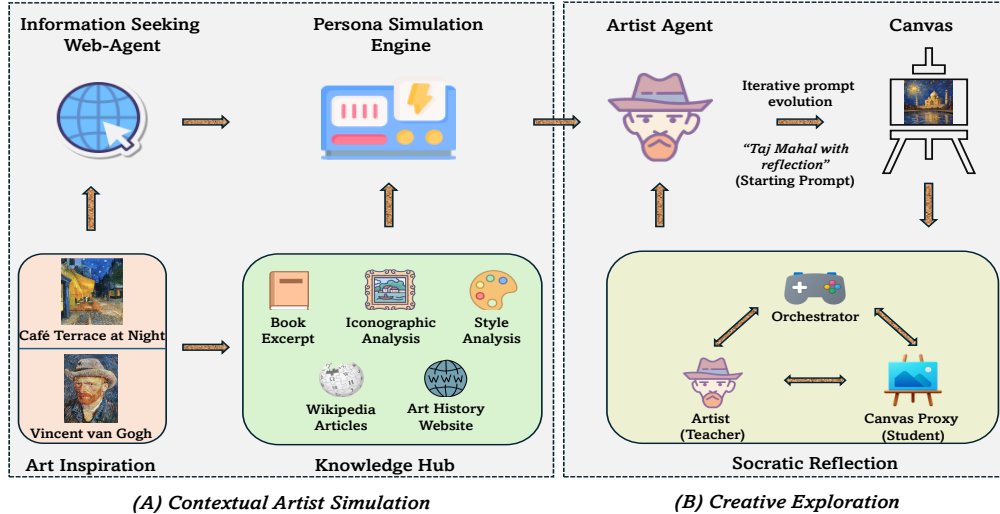 Information Seeking
Web-Agent
Persona Simulation
Engine
Artist Agent
Canvas
Iterative prompt
evolution
“Taj Mahal with
reflection”
(Starting Prompt)
Café Terrace at Night
Vincent van Gogh
Art Inspiration
Book
Excerpt
Iconographic
Analysis
Style
Analysis
Wikipedia
Articles
WWW
Art History
Website
Knowledge Hub
Orchestrator
Artist
(Teacher)
Canvas Proxy
(Student)
Socratic Reflection
(A) Contextual Artist Simulation
(B) Creative Exploration